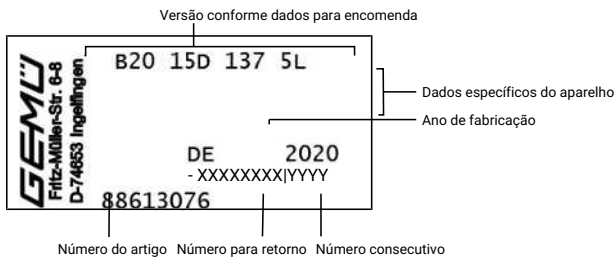 Versão conforme dados para encomenda
GEMÜ
Fritz-Müller-Str. 6-8
D-74653 Ingelfingen
B20 15D 137 5L
Dados específicos do aparelho
Ano de fabricação
DE 2020
- XXXXXXXX|YYYY
88613076
Número do artigo Número para retorno Número consecutivo